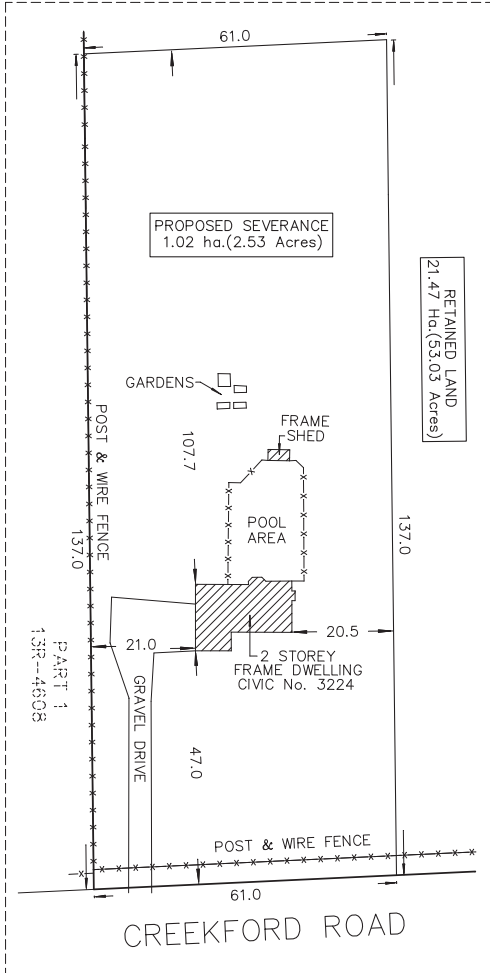 61.0
PROPOSED SEVERANCE
1.02 ha.(2.53 Acres)
RETAINED LAND
21.47 Ha.(53.03 Acres)
GARDENS
FRAME
SHED
POST & WIRE FENCE
107.7
137.0
137.0
POOL
AREA
21.0
20.5
2 STOREY
FRAME DWELLING
CIVIC No. 3224
PART 1
13R-4608
GRAVEL DRIVE
47.0
POST & WIRE FENCE
61.0
CREEKFORD ROAD